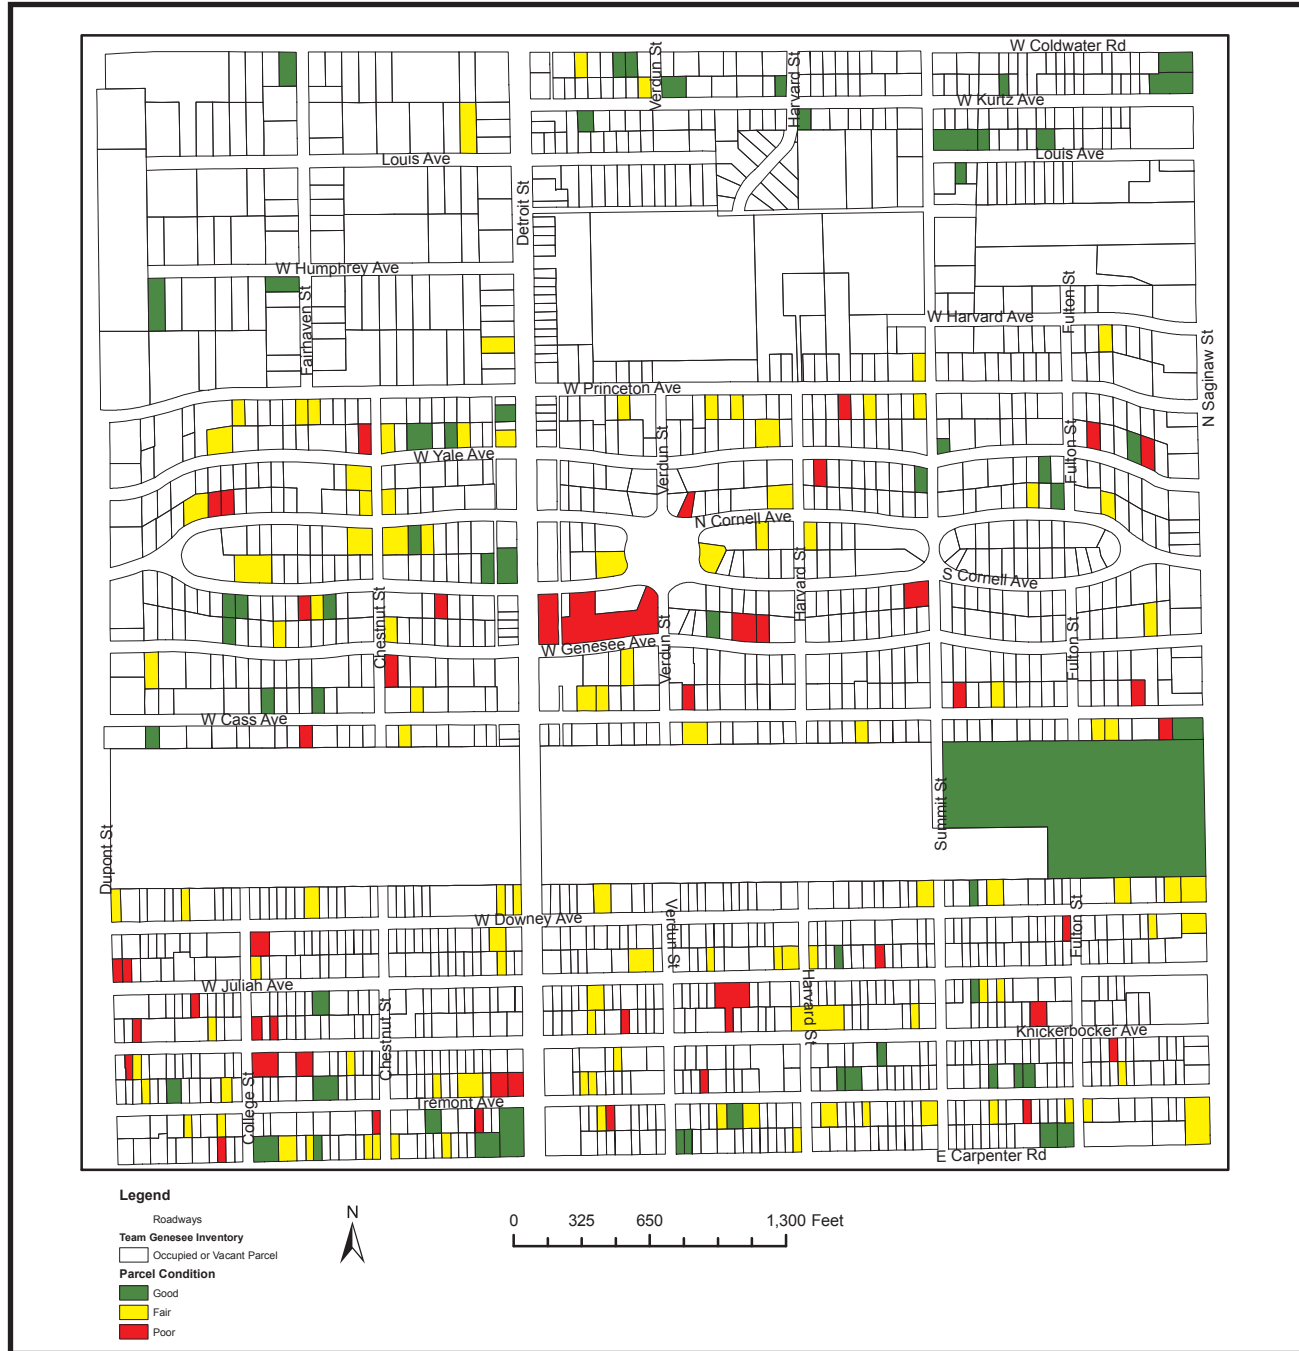 W Coldwater Rd
Verdun St
Harvard St
W Kurtz Ave
Louis Ave
Louis Ave
Detroit St
W Humphrey Ave
Fairhaven St
Fulton St
W Harvard Ave
N Saginaw St
W Princeton Ave
W Yale Ave
Verdun St
Fulton St
N Cornell Ave
Harvard St
S Cornell Ave
Chestnut St
W Genesee Ave
Verdun St
Fulton St
W Cass Ave
Summit St
Dupont St
W Downey Ave
Verdun St
Fulton St
W Juliah Ave
Harvard St
Chestnut St
Knickerbocker Ave
College St
Tremont Ave
E Carpenter Rd
Legend
Roadways
Team Genesee Inventory
Occupied or Vacant Parcel
Parcel Condition
Good
Fair
Poor
N
0 325 650 1,300 Feet